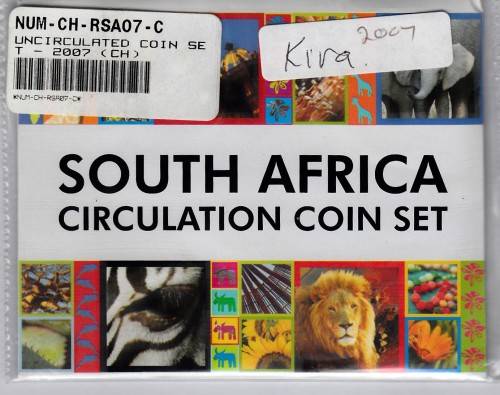 NUM-CH-RSA07-C
UNCIRCULATED COIN SE
T - 2007 (CH)
*NUM-CH-RSA07-C*
Kira. 2007
SOUTH AFRICA
CIRCULATION COIN SET